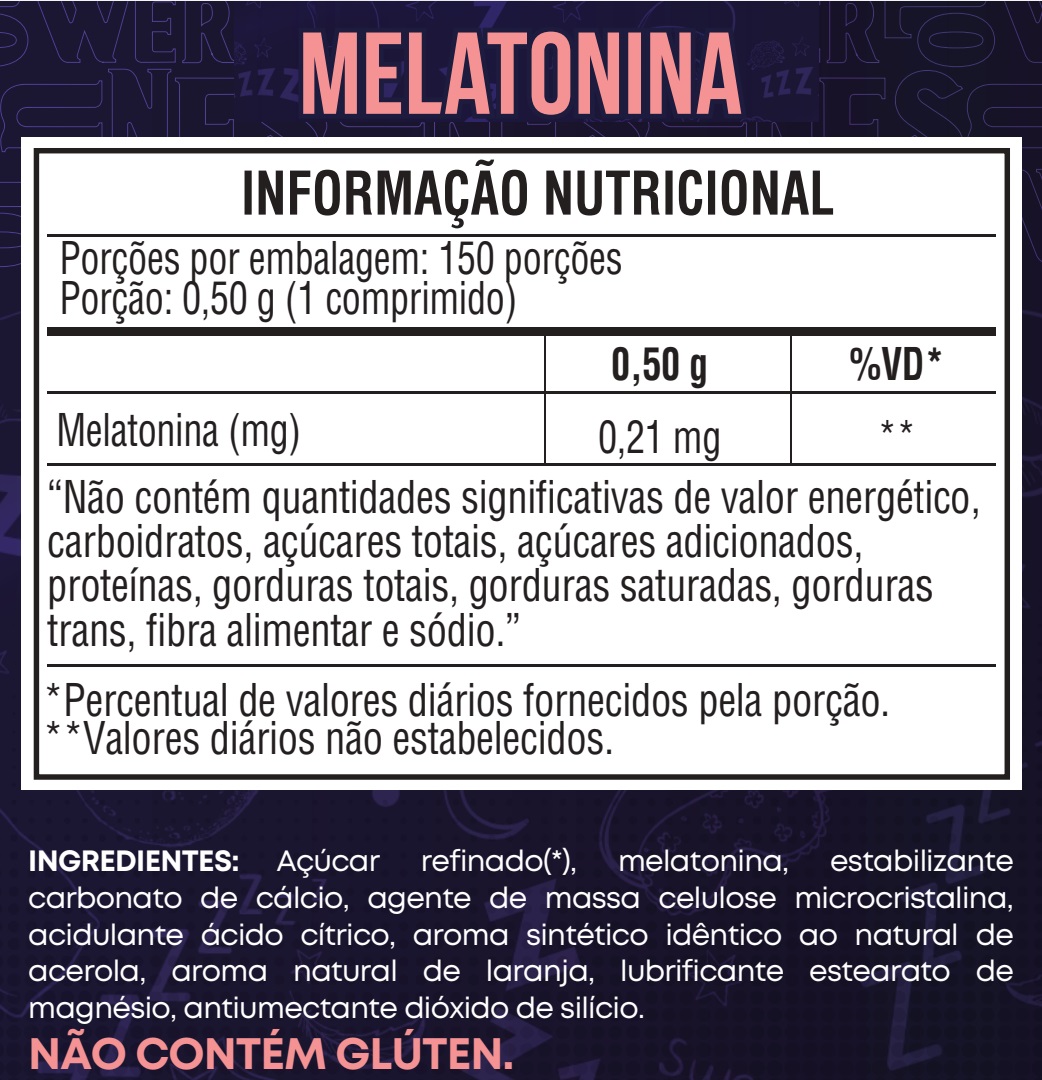 MELATONINA
INFORMAÇÃO NUTRICIONAL
Porções por embalagem: 150 porções
Porção: 0,50 g (1 comprimido)
0,50 g %VD*
Melatonina (mg) 0,21 mg **
“Não contém quantidades significativas de valor energético,
carboidratos, açúcares totais, açúcares adicionados,
proteínas, gorduras totais, gorduras saturadas, gorduras
trans, fibra alimentar e sódio.”
*Percentual de valores diários fornecidos pela porção.
**Valores diários não estabelecidos.
INGREDIENTES: Açúcar refinado(*), melatonina, estabilizante
carbonato de cálcio, agente de massa celulose microcristalina,
acidulante ácido cítrico, aroma sintético idêntico ao natural de
acerola, aroma natural de laranja, lubrificante estearato de
magnésio, antiumectante dióxido de silício.
NÃO CONTÉM GLÚTEN.